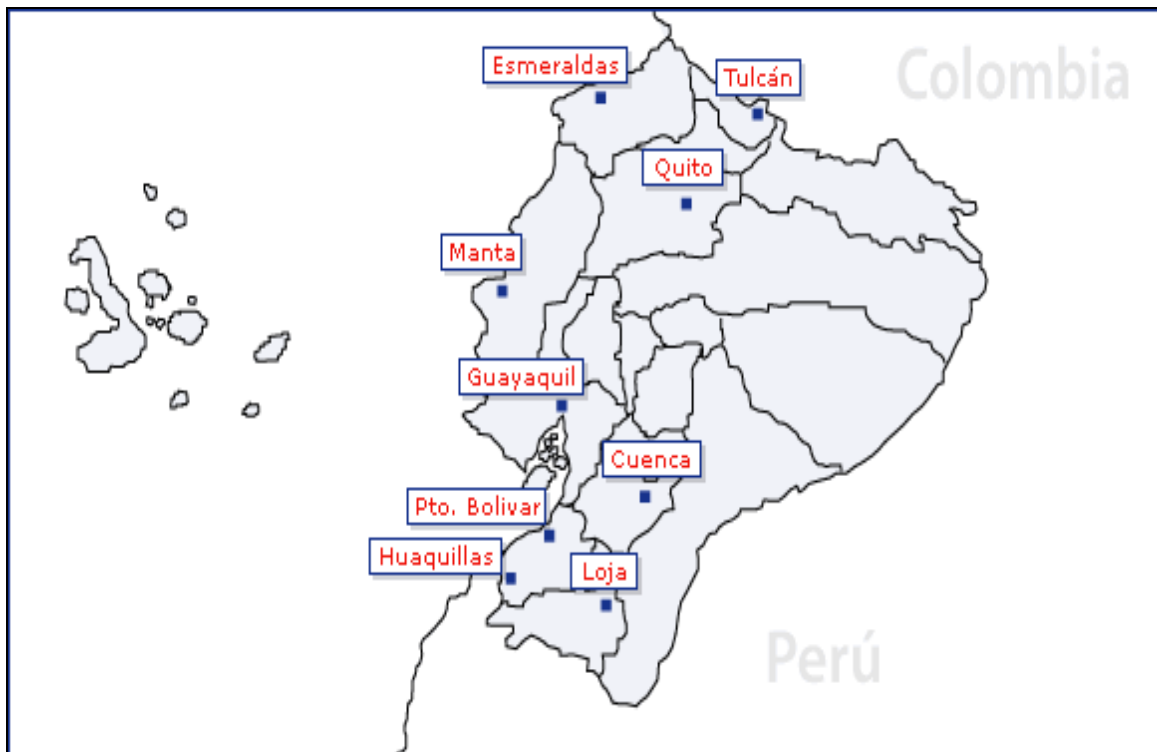 Esmeraldas
Tulcán
Colombia
Quito
Manta
Guayaquil
Cuenca
Pto. Bolivar
Huaquillas
Loja
Perú